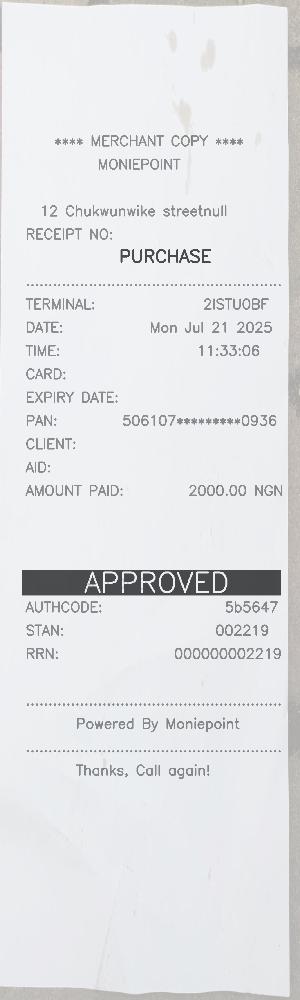 **** MERCHANT COPY ****
MONIEPOINT
12 Chukwunwike streetnull
RECEIPT NO:
PURCHASE
TERMINAL: 2ISTUOBF
DATE: Mon Jul 21 2025
TIME: 11:33:06
CARD:
EXPIRY DATE:
PAN: 506107*********0936
CLIENT:
AID:
AMOUNT PAID: 2000.00 NGN
APPROVED
AUTHCODE: 5b5647
STAN: 002219
RRN: 000000002219
Powered By Moniepoint
Thanks, Call again!